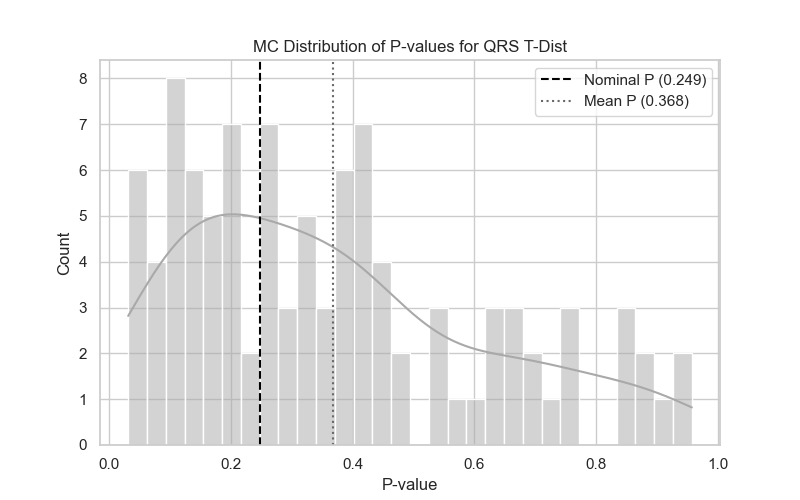 MC Distribution of P-values for QRS T-Dist
Nominal P (0.249)
Mean P (0.368)
Count
8
7
6
5
4
3
2
1
0
0.0 0.2 0.4 0.6 0.8 1.0
P-value